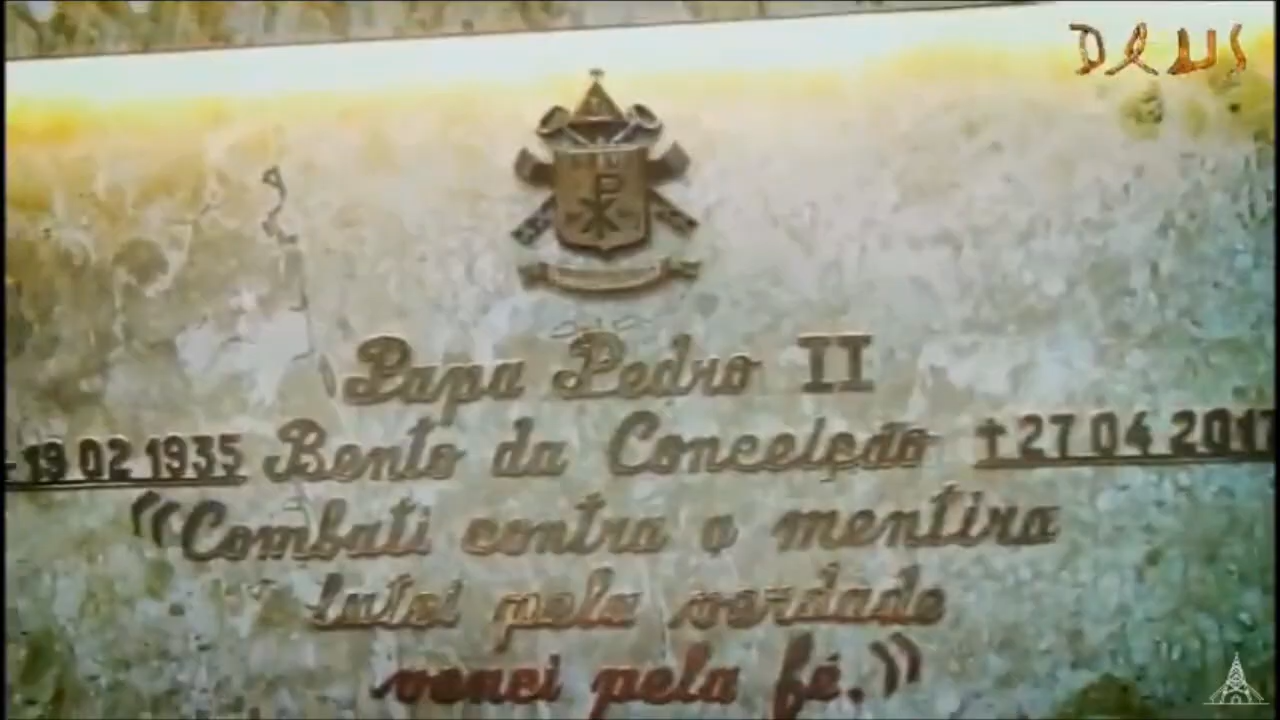 DeUS
Papa Pedro II
19 02 1935 Bento da Conceição †27 04 2017
"Combati contra a mentira
lutei pela verdade
venci pela fé."